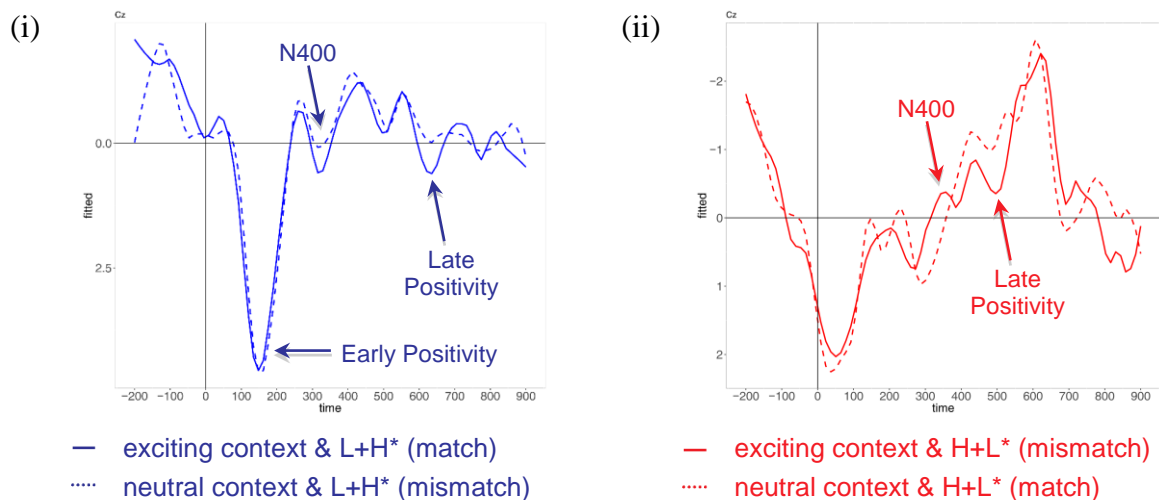 (i)
Cz
N400
0.0
2.5
fitted
Late
Positivity
Early Positivity
−200 −100 0 100 200 300 400 500 600 700 800 900
time
— exciting context & L+H* (match)
..... neutral context & L+H* (mismatch)
(ii)
Cz
−2
−1
0
1
2
fitted
N400
Late
Positivity
−200 −100 0 100 200 300 400 500 600 700 800 900
time
— exciting context & H+L* (mismatch)
..... neutral context & H+L* (match)